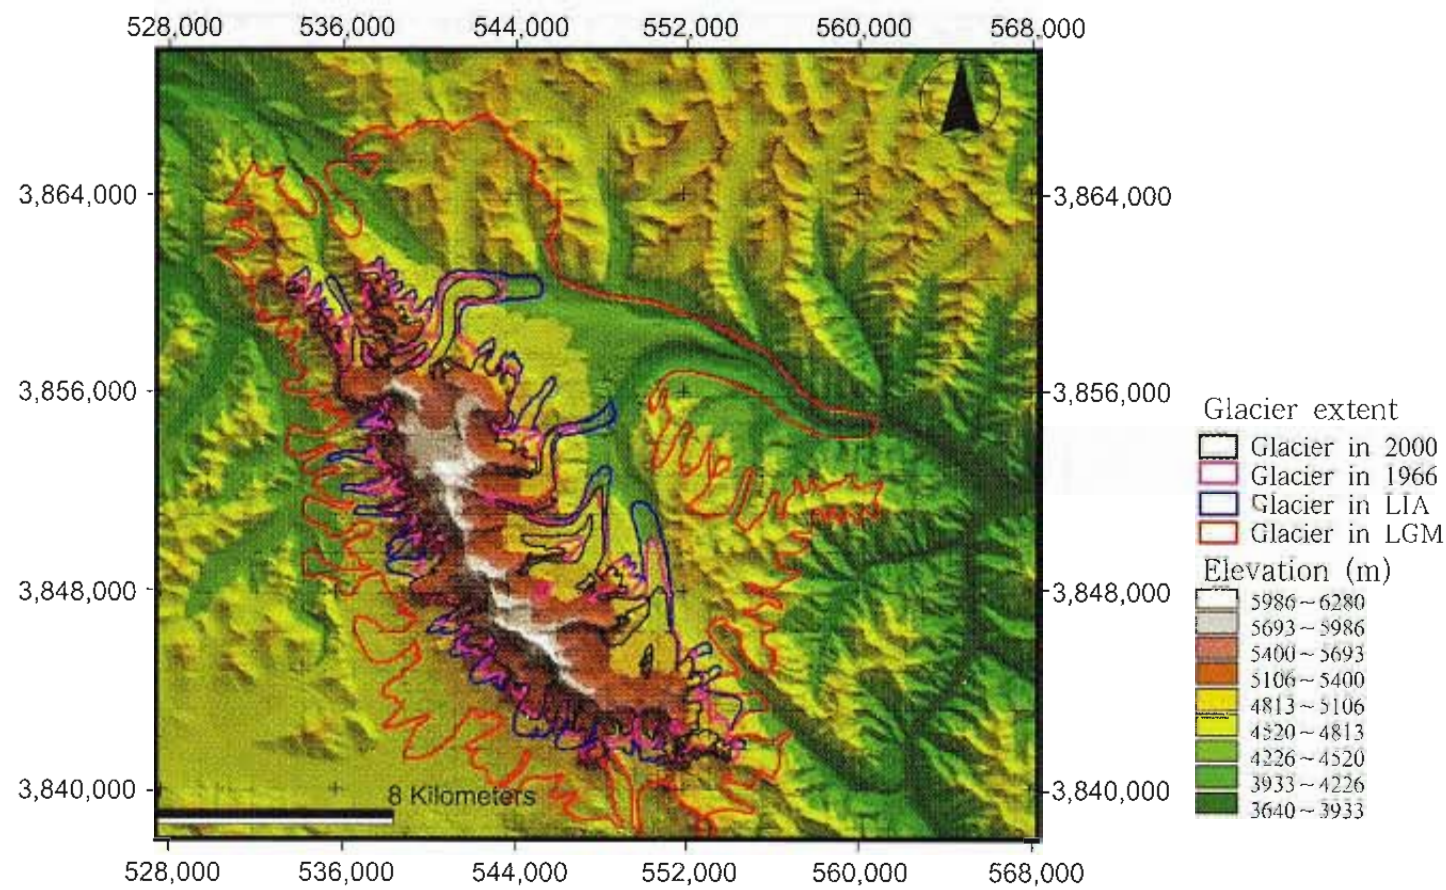 528,000 536,000 544,000 552,000 560,000 568,000
3,864,000 3,864,000
3,856,000 3,856,000
3,848,000 3,848,000
3,840,000 3,840,000
8 Kilometers
528,000 536,000 544,000 552,000 560,000 568,000
Glacier extent
Glacier in 2000
Glacier in 1966
Glacier in LIA
Glacier in LGM
Elevation (m)
5986~6280
5693~5986
5400~5693
5106~5400
4813~5106
4520~4813
4226~4520
3933~4226
3640~3933